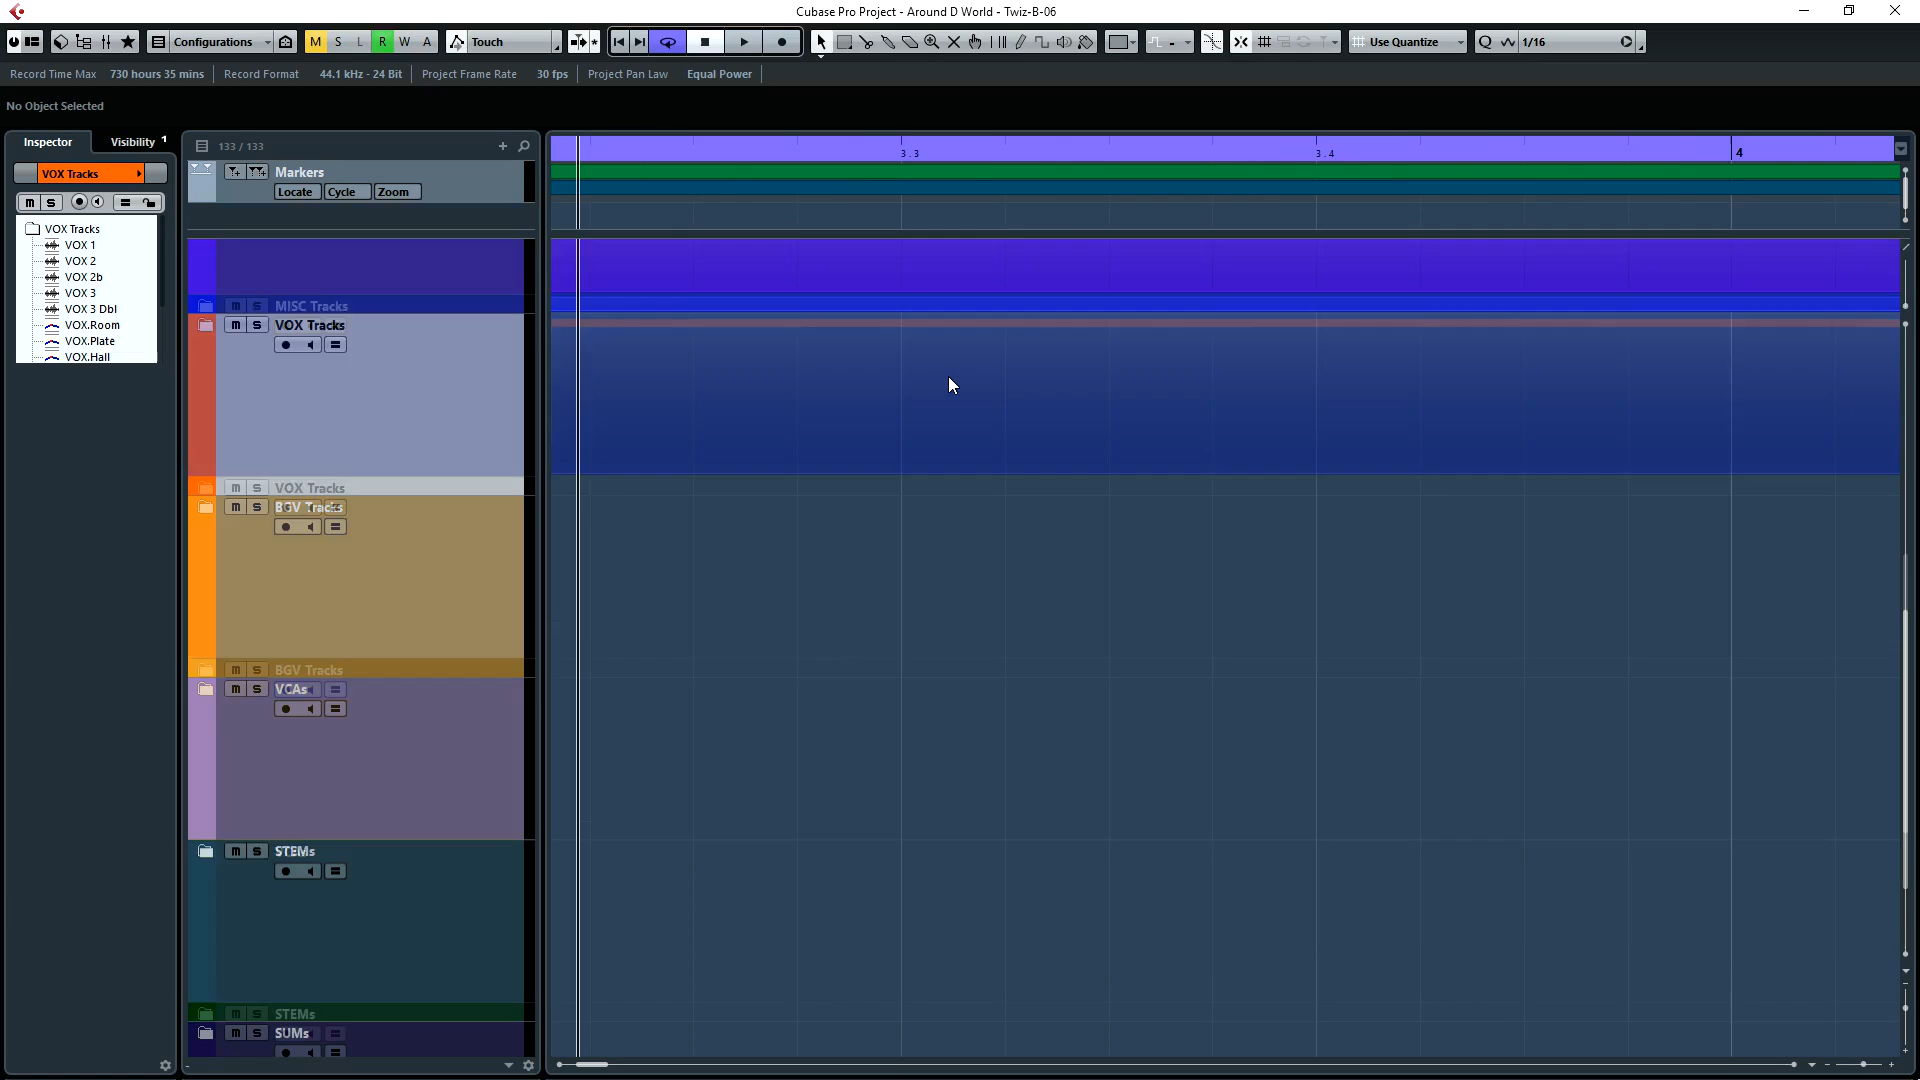 Cubase Pro Project - Around D World - Twiz-B-06
Configurations
M S L R W A
Touch
Use Quantize
Q
1/16
Record Time Max 730 hours 35 mins Record Format 44.1 kHz - 24 Bit Project Frame Rate 30 fps Project Pan Law Equal Power
No Object Selected
Inspector Visibility 1
133 / 133
3.3 3.4 4
VOX Tracks
m S
VOX Tracks
VOX 1
VOX 2
VOX 2b
VOX 3
VOX 3 Dbl
VOX.Room
VOX.Plate
VOX.Hall
Markers
Locate Cycle Zoom
m S MISC Tracks
m S VOX Tracks
m S VOX Tracks
m S BGV Tracks
m S BGV Tracks
m S VCAs
m S STEMs
m S STEMs
m S SUMs